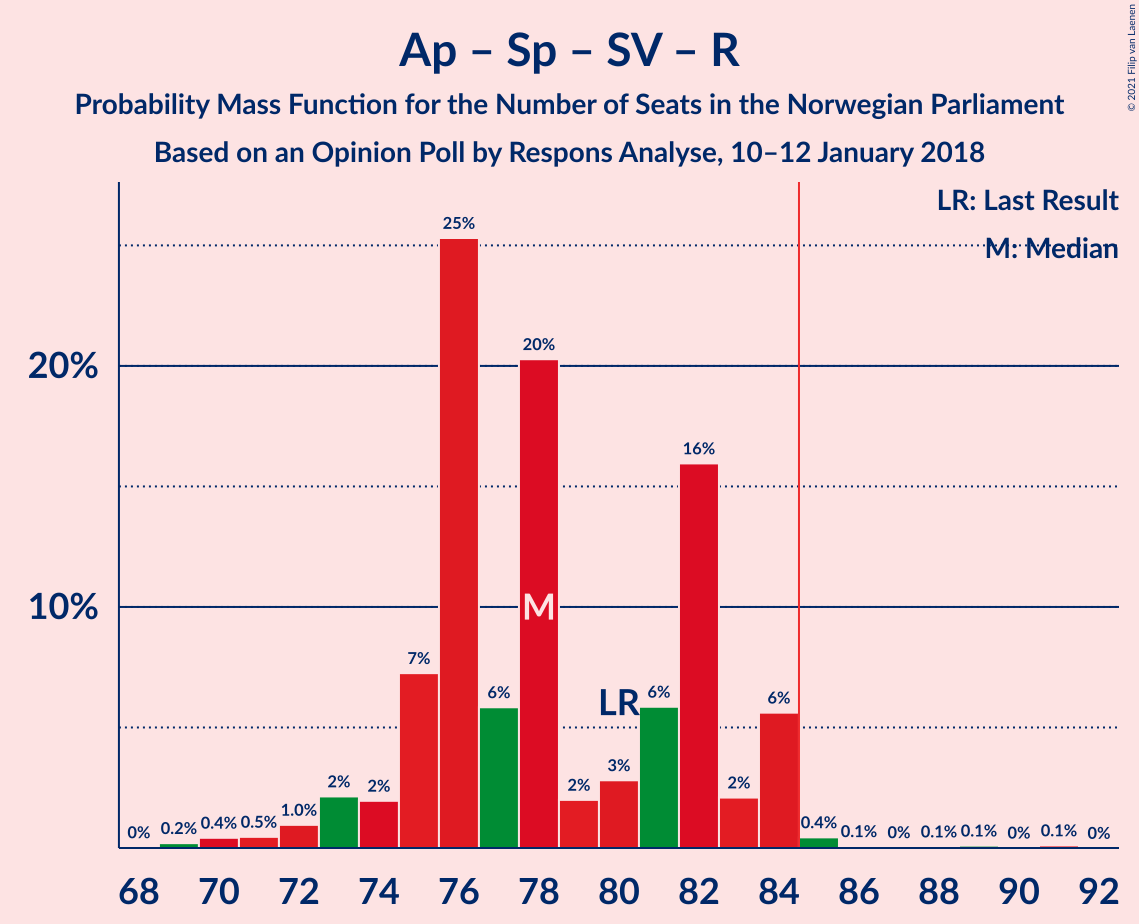 © 2021 Filip van Laenen
Ap – Sp – SV – R
Probability Mass Function for the Number of Seats in the Norwegian Parliament
Based on an Opinion Poll by Respons Analyse, 10–12 January 2018
LR: Last Result
M: Median
20%
10%
0% 0.2% 0.4% 0.5% 1.0% 2% 2% 7% 25% 6% 20% 2% 3% 6% 16% 2% 6% 0.4% 0.1% 0% 0.1% 0.1% 0% 0.1% 0%
M
LR
68 70 72 74 76 78 80 82 84 86 88 90 92